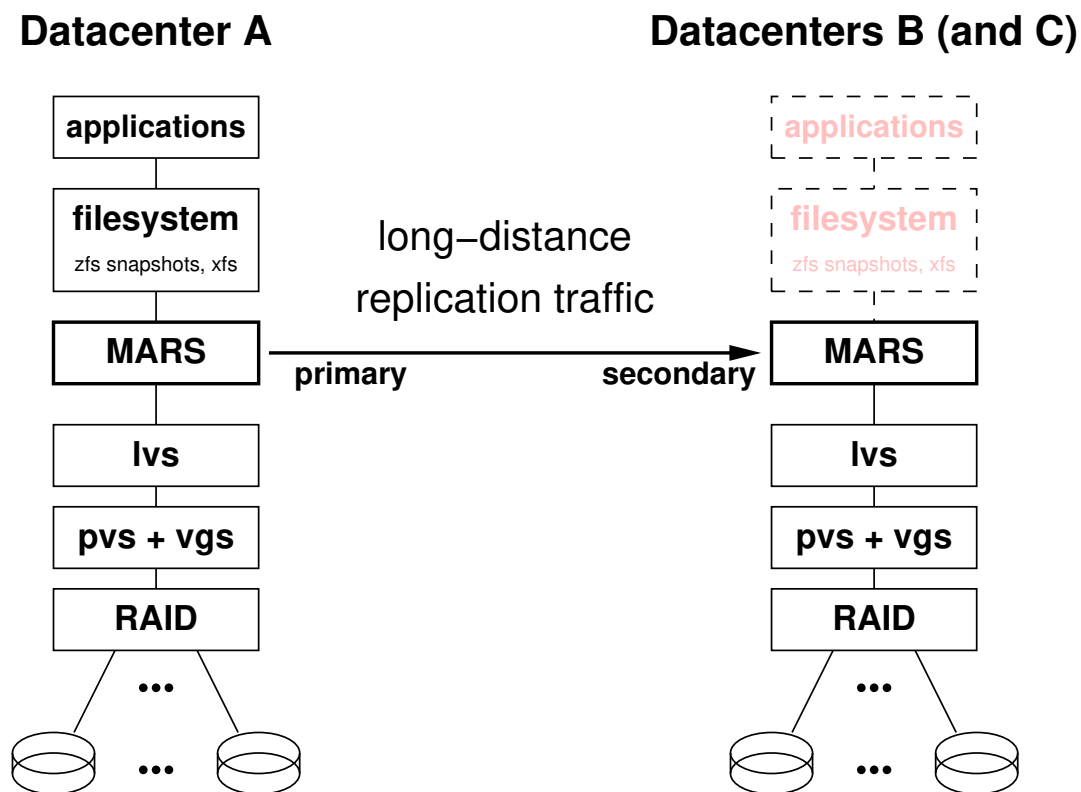 Datacenter A
Datacenters B (and C)
applications
applications
filesystem
zfs snapshots, xfs
long−distance
replication traffic
filesystem
zfs snapshots, xfs
MARS
primary
secondary
MARS
lvs
lvs
pvs + vgs
pvs + vgs
RAID
RAID
...
...
...
...